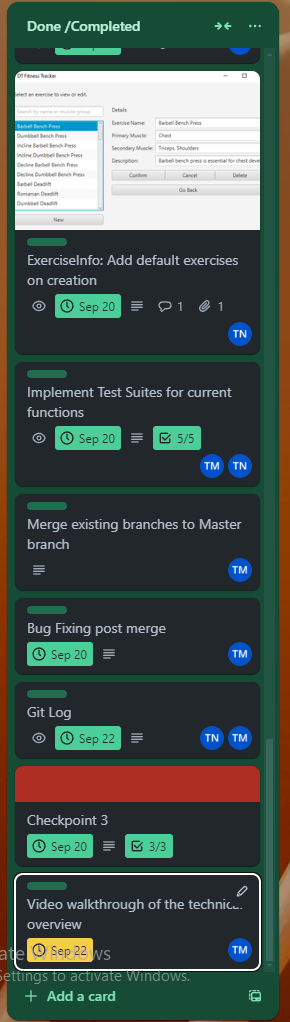 Done /Completed
DT Fitness Tracker
Select an exercise to view or edit.
Search by name or muscle group
Details
Barbell Bench Press
Exercise Name: Barbell Bench Press
Dumbbell Bench Press
Incline Barbell Bench Press
Primary Muscle: Chest
Incline Dumbbell Bench Press
Secondary Muscle: Triceps, Shoulders
Decline Barbell Bench Press
Description: Barbell bench press is essential for chest devel
Decline Dumbbell Bench Press
Barbell Deadlift
Confirm Cancel Delete
Romanian Deadlift
Go Back
Dumbbell Deadlift
New
ExerciseInfo: Add default exercises
on creation
Sep 20 1 1
TN
Implement Test Suites for current
functions
Sep 20 5/5
TM TN
Merge existing branches to Master
branch
TM
Bug Fixing post merge
Sep 20 TM
Git Log
Sep 22 TN TM
Checkpoint 3
Sep 20 3/3
Video walkthrough of the technical
overview
Sep 22 TM
ate Windows
Settings to activate Windows.
+ Add a card